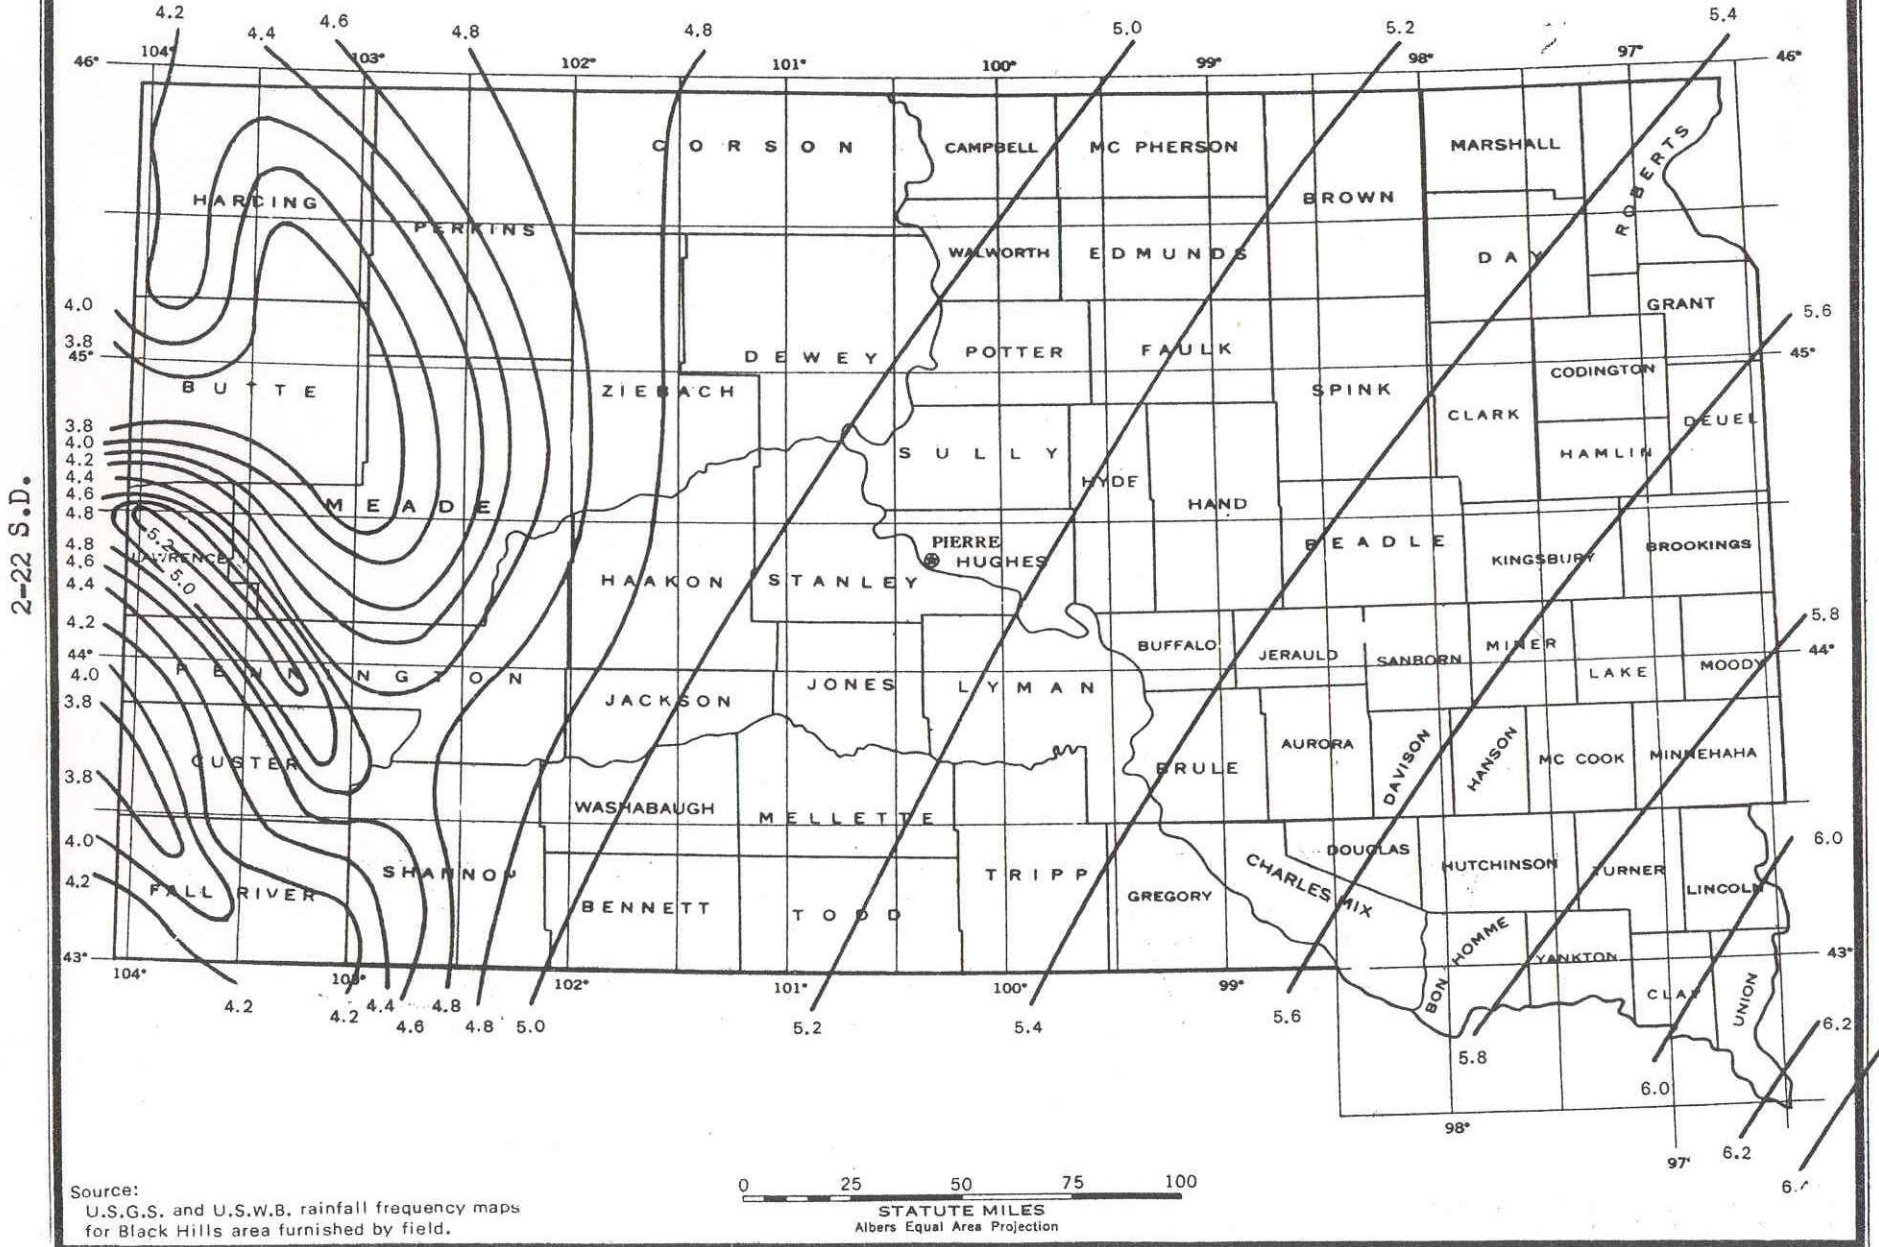 4.2
4.4
4.6
4.8
4.8
5.0
5.2
5.4
46°
104°
103°
102°
101°
100°
99°
98°
97°
46°
CORSON
CAMPBELL
MC PHERSON
MARSHALL
ROBERTS
HARDING
PERKINS
BROWN
WALWORTH
EDMUNDS
DAY
4.0
3.8
45°
GRANT
5.6
45°
BUTTE
ZIEBACH
DEWEY
POTTER
FAULK
SPINK
CODINGTON
CLARK
DEUEL
HAMLIN
3.8
4.0
4.2
4.4
4.6
4.8
SULLY
HYDE
HAND
MEADE
2-22 S.D.
4.8
4.6
4.4
5.2
LAWRENCE
5.0
PIERRE
HUGHES
HAAKON
STANLEY
BEADLE
KINGSBURY
BROOKINGS
4.2
44°
4.0
3.8
5.8
44°
PENNINGTON
JACKSON
JONES
LYMAN
BUFFALO
JERAULD
SANBORN
MINER
LAKE
MOODY
3.8
CUSTER
BRULE
AURORA
DAVISON
HANSON
MC COOK
MINNEHAHA
WASHABAUGH
MELLETTE
4.0
4.2
6.0
FALL RIVER
SHANNON
BENNETT
TODD
TRIPP
GREGORY
CHARLES MIX
DOUGLAS
HUTCHINSON
TURNER
LINCOLN
BON HOMME
YANKTON
CLAY
UNION
43°
104°
103°
102°
101°
100°
99°
43°
4.2
4.2
4.4
4.6
4.8
4.8
5.0
5.2
5.4
5.6
5.8
6.0
6.2
6.2
98°
97°
Source:
U.S.G.S. and U.S.W.B. rainfall frequency maps
for Black Hills area furnished by field.
0 25 50 75 100
STATUTE MILES
Albers Equal Area Projection